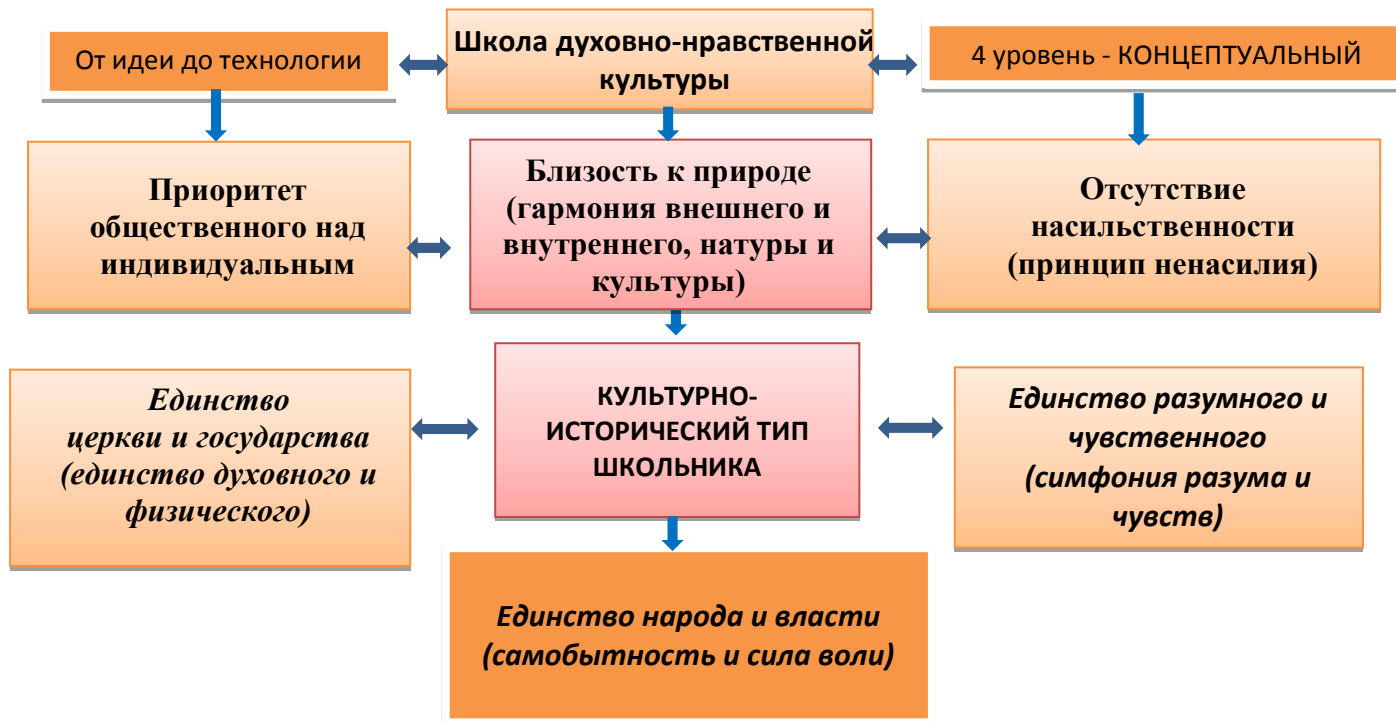 От идеи до технологии
Школа духовно-нравственной
культуры
4 уровень - КОНЦЕПТУАЛЬНЫЙ
Приоритет
общественного над
индивидуальным
Близость к природе
(гармония внешнего и
внутреннего, натуры и
культуры)
Отсутствие
насильственности
(принцип ненасилия)
Единство
церкви и государства
(единство духовного и
физического)
КУЛЬТУРНО-
ИСТОРИЧЕСКИЙ ТИП
ШКОЛЬНИКА
Единство разумного и
чувственного
(симфония разума и
чувств)
Единство народа и власти
(самобытность и сила воли)